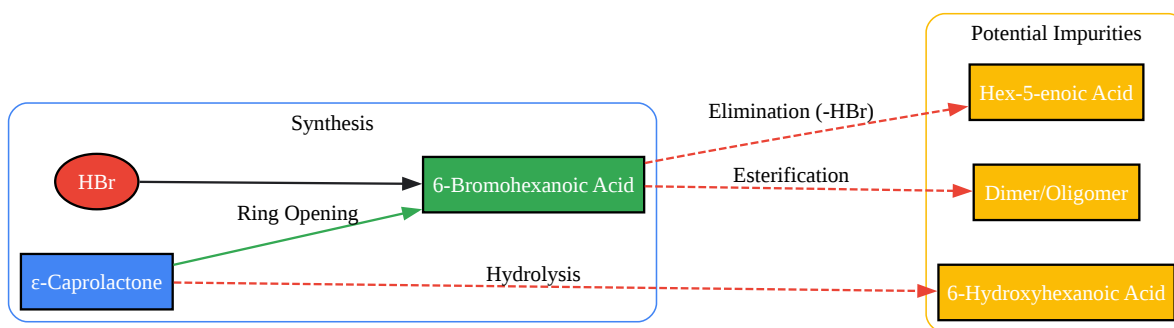 Potential Impurities
Hex-5-enoic Acid
Elimination (-HBr)
Synthesis
Esterification
HBr
6-Bromohexanoic Acid
Dimer/Oligomer
Ring Opening
Hydrolysis
ε-Caprolactone
6-Hydroxyhexanoic Acid